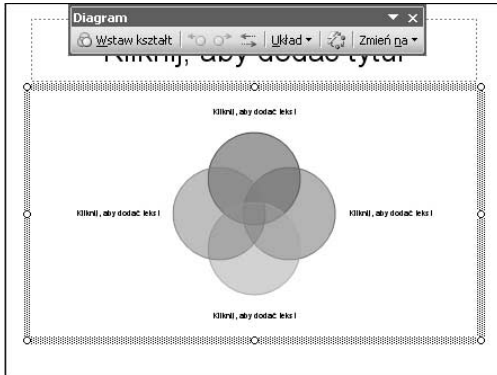 Diagram
Wstaw kształt Układ Zmień na
Kliknij, aby dodać tytuł
Kliknij, aby dodać tekst
Kliknij, aby dodać tekst Kliknij, aby dodać tekst
Kliknij, aby dodać tekst